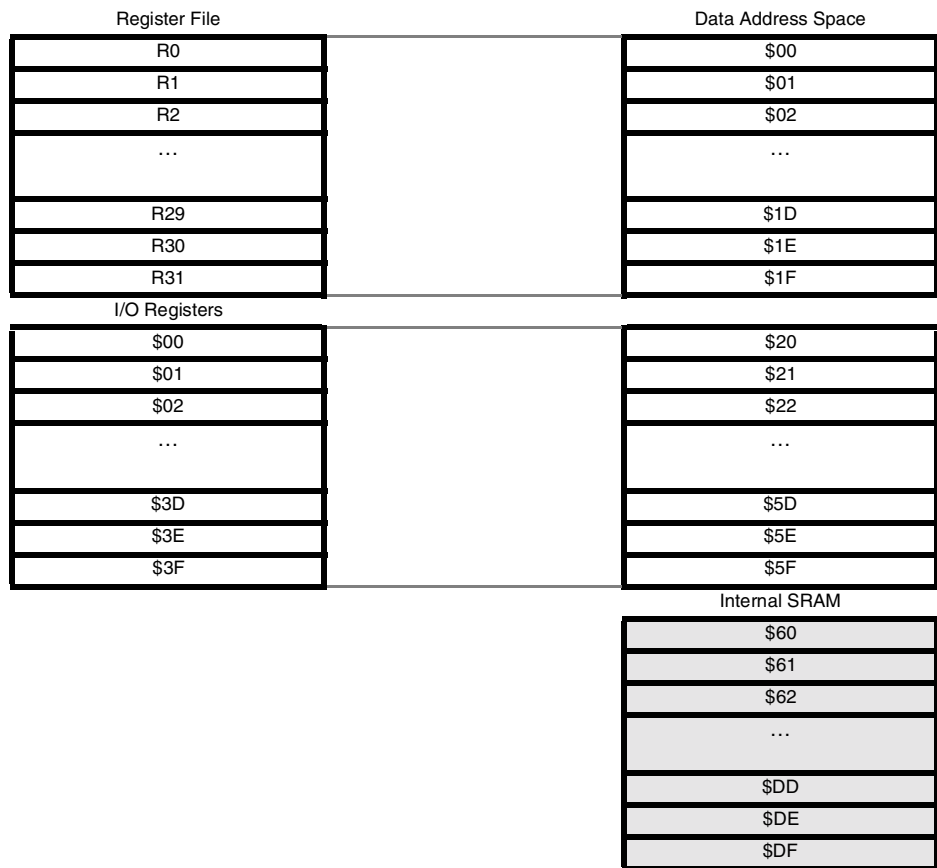 Register File Data Address Space
R0 $00
R1 $01
R2 $02
... ...
R29 $1D
R30 $1E
R31 $1F
I/O Registers
$00 $20
$01 $21
$02 $22
... ...
$3D $5D
$3E $5E
$3F $5F
Internal SRAM
$60
$61
$62
...
$DD
$DE
$DF